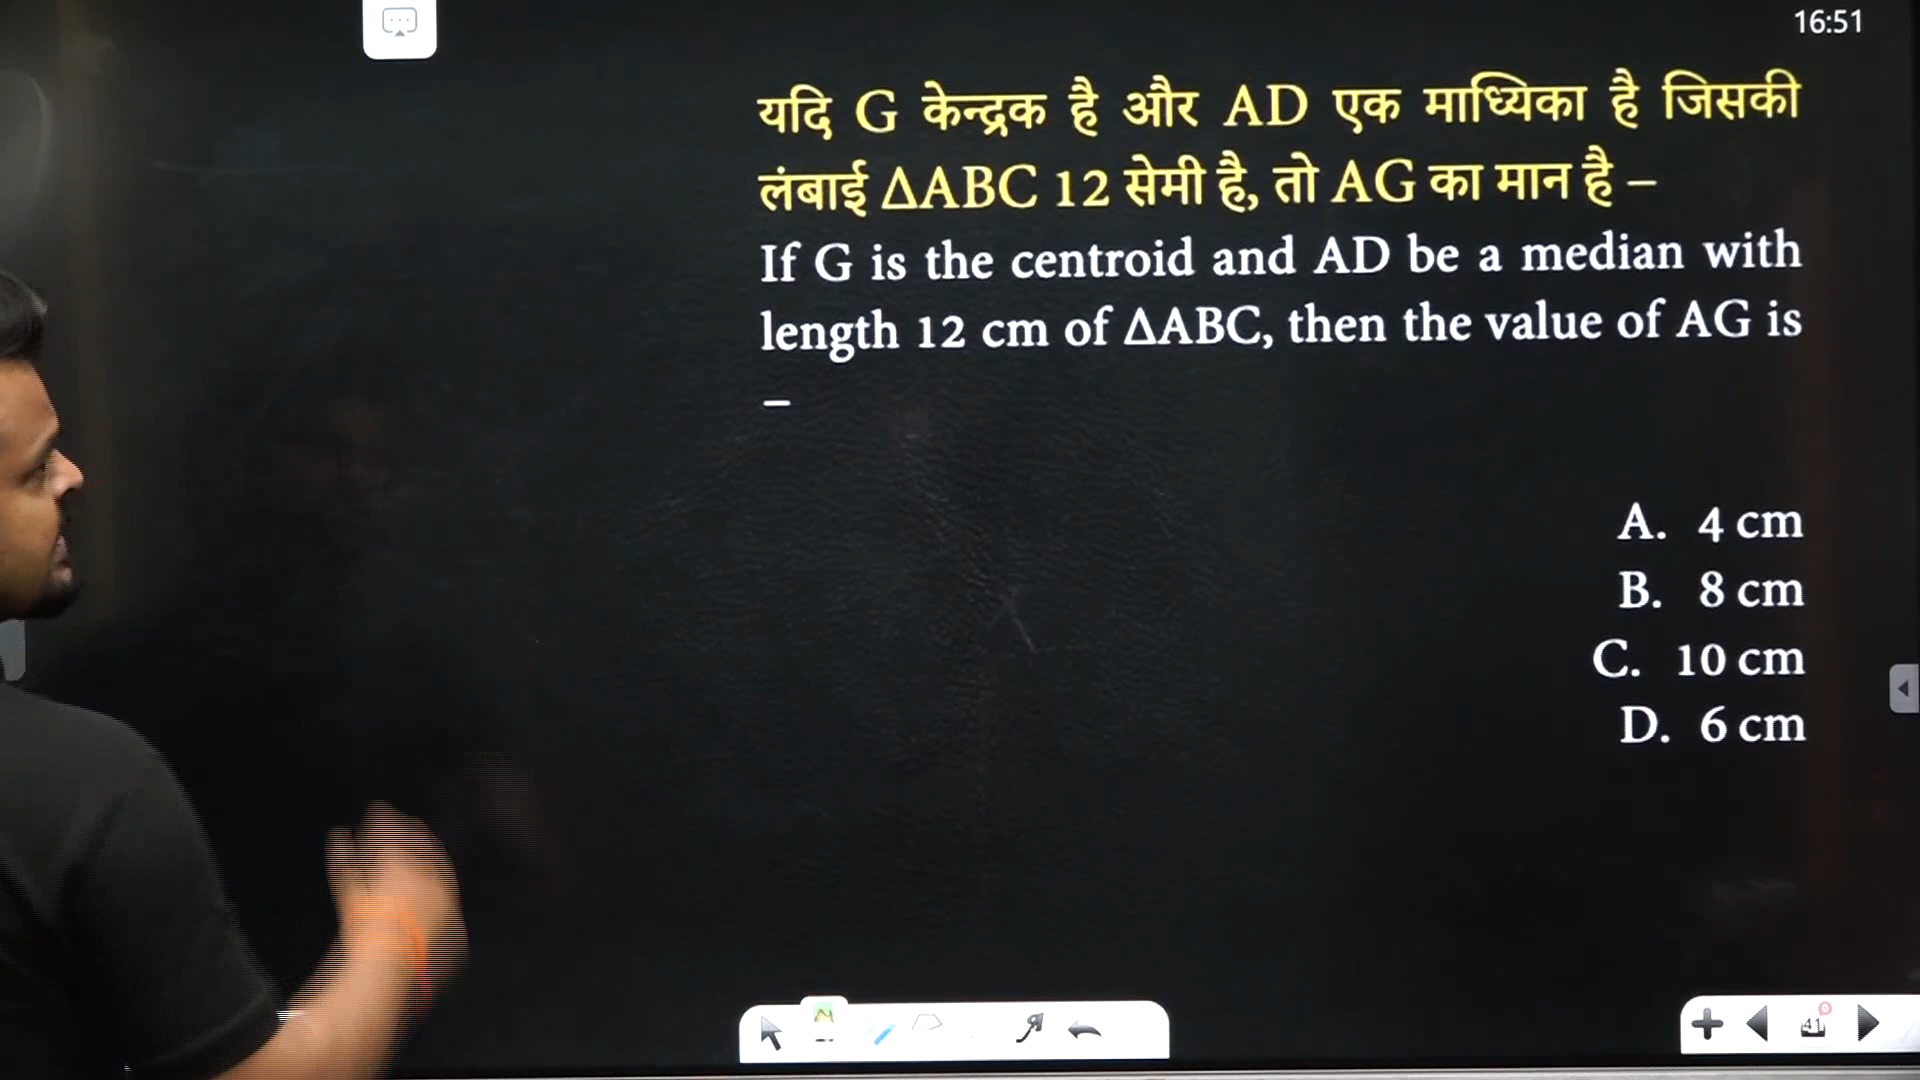 16:51
यदि G केन्द्रक है और AD एक माध्यिका है जिसकी
लंबाई ΔABC 12 सेमी है, तो AG का मान है –
If G is the centroid and AD be a median with
length 12 cm of ΔABC, then the value of AG is
–
A. 4 cm
B. 8 cm
C. 10 cm
D. 6 cm
41